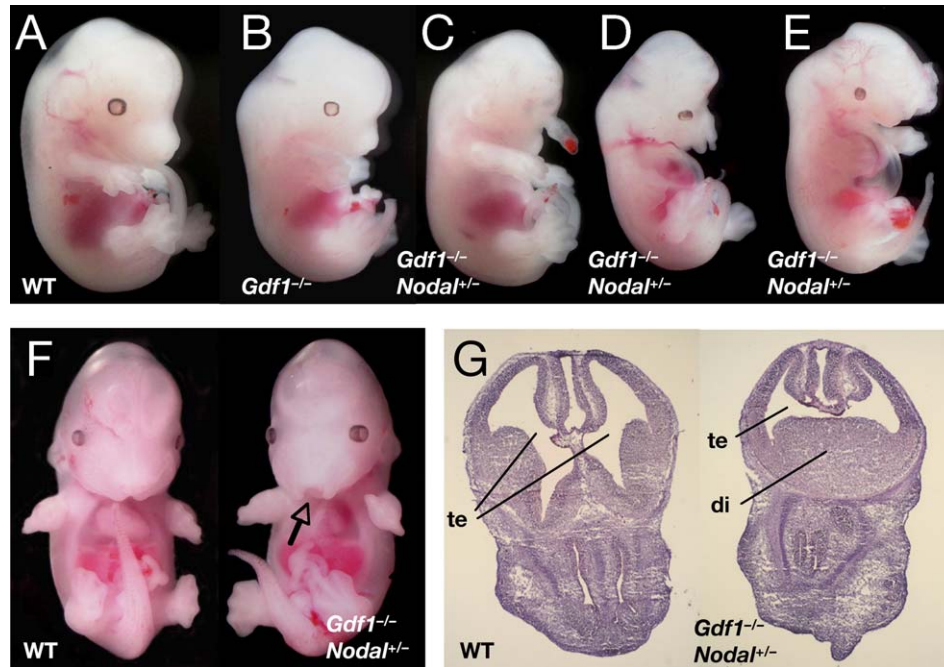 A
B
C
D
E
WT
Gdf1–/–
Gdf1–/–
Nodal+/–
Gdf1–/–
Nodal+/–
Gdf1–/–
Nodal+/–
F
G
te
te
di
WT
Gdf1–/–
Nodal+/–
WT
Gdf1–/–
Nodal+/–